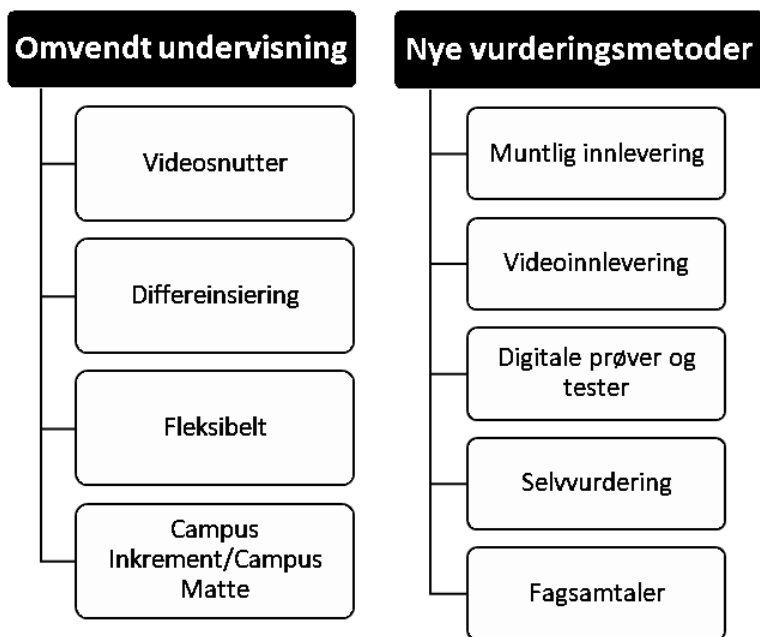 Omvendt undervisning
Videosnutter
Differeinsiering
Fleksibelt
Campus
Inkrement/Campus
Matte
Nye vurderingsmetoder
Muntlig innlevering
Videoinnlevering
Digitale prøver og
tester
Selvvurdering
Fagsamtaler